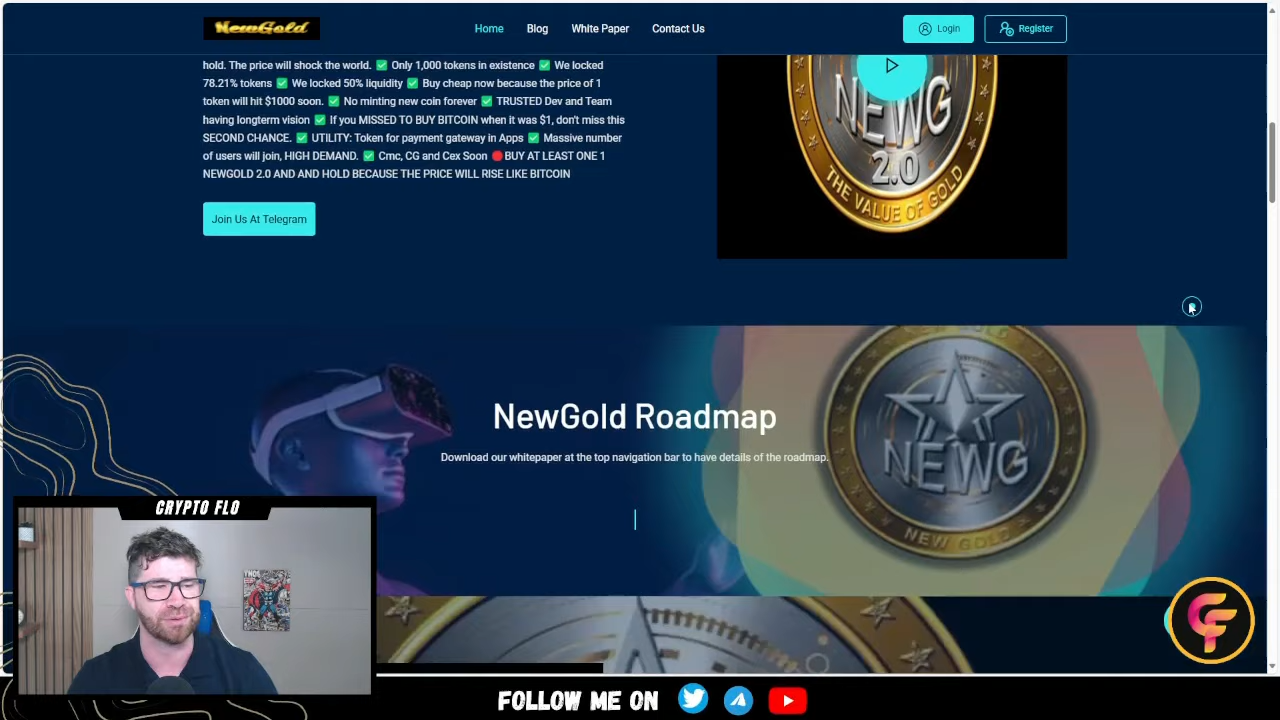 NewGold
Home
Blog
White Paper
Contact Us
Login
Register
hold. The price will shock the world. ✅ Only 1,000 tokens in existence ✅ We locked
78.21% tokens ✅ We locked 50% liquidity ✅ Buy cheap now because the price of 1
token will hit $1000 soon. ✅ No minting new coin forever ✅ TRUSTED Dev and Team
having longterm vision ✅ If you MISSED TO BUY BITCOIN when it was $1, don't miss this
SECOND CHANCE. ✅ UTILITY: Token for payment gateway in Apps ✅ Massive number
of users will join, HIGH DEMAND. ✅ Cmc, CG and Cex Soon 🔴BUY AT LEAST ONE 1
NEWGOLD 2.0 AND AND HOLD BECAUSE THE PRICE WILL RISE LIKE BITCOIN
Join Us At Telegram
NEWG
2.0
THE VALUE OF GOLD
NewGold Roadmap
Download our whitepaper at the top navigation bar to have details of the roadmap.
NEWG
NEW GOLD
CRYPTO FLO
THOR
FOLLOW ME ON